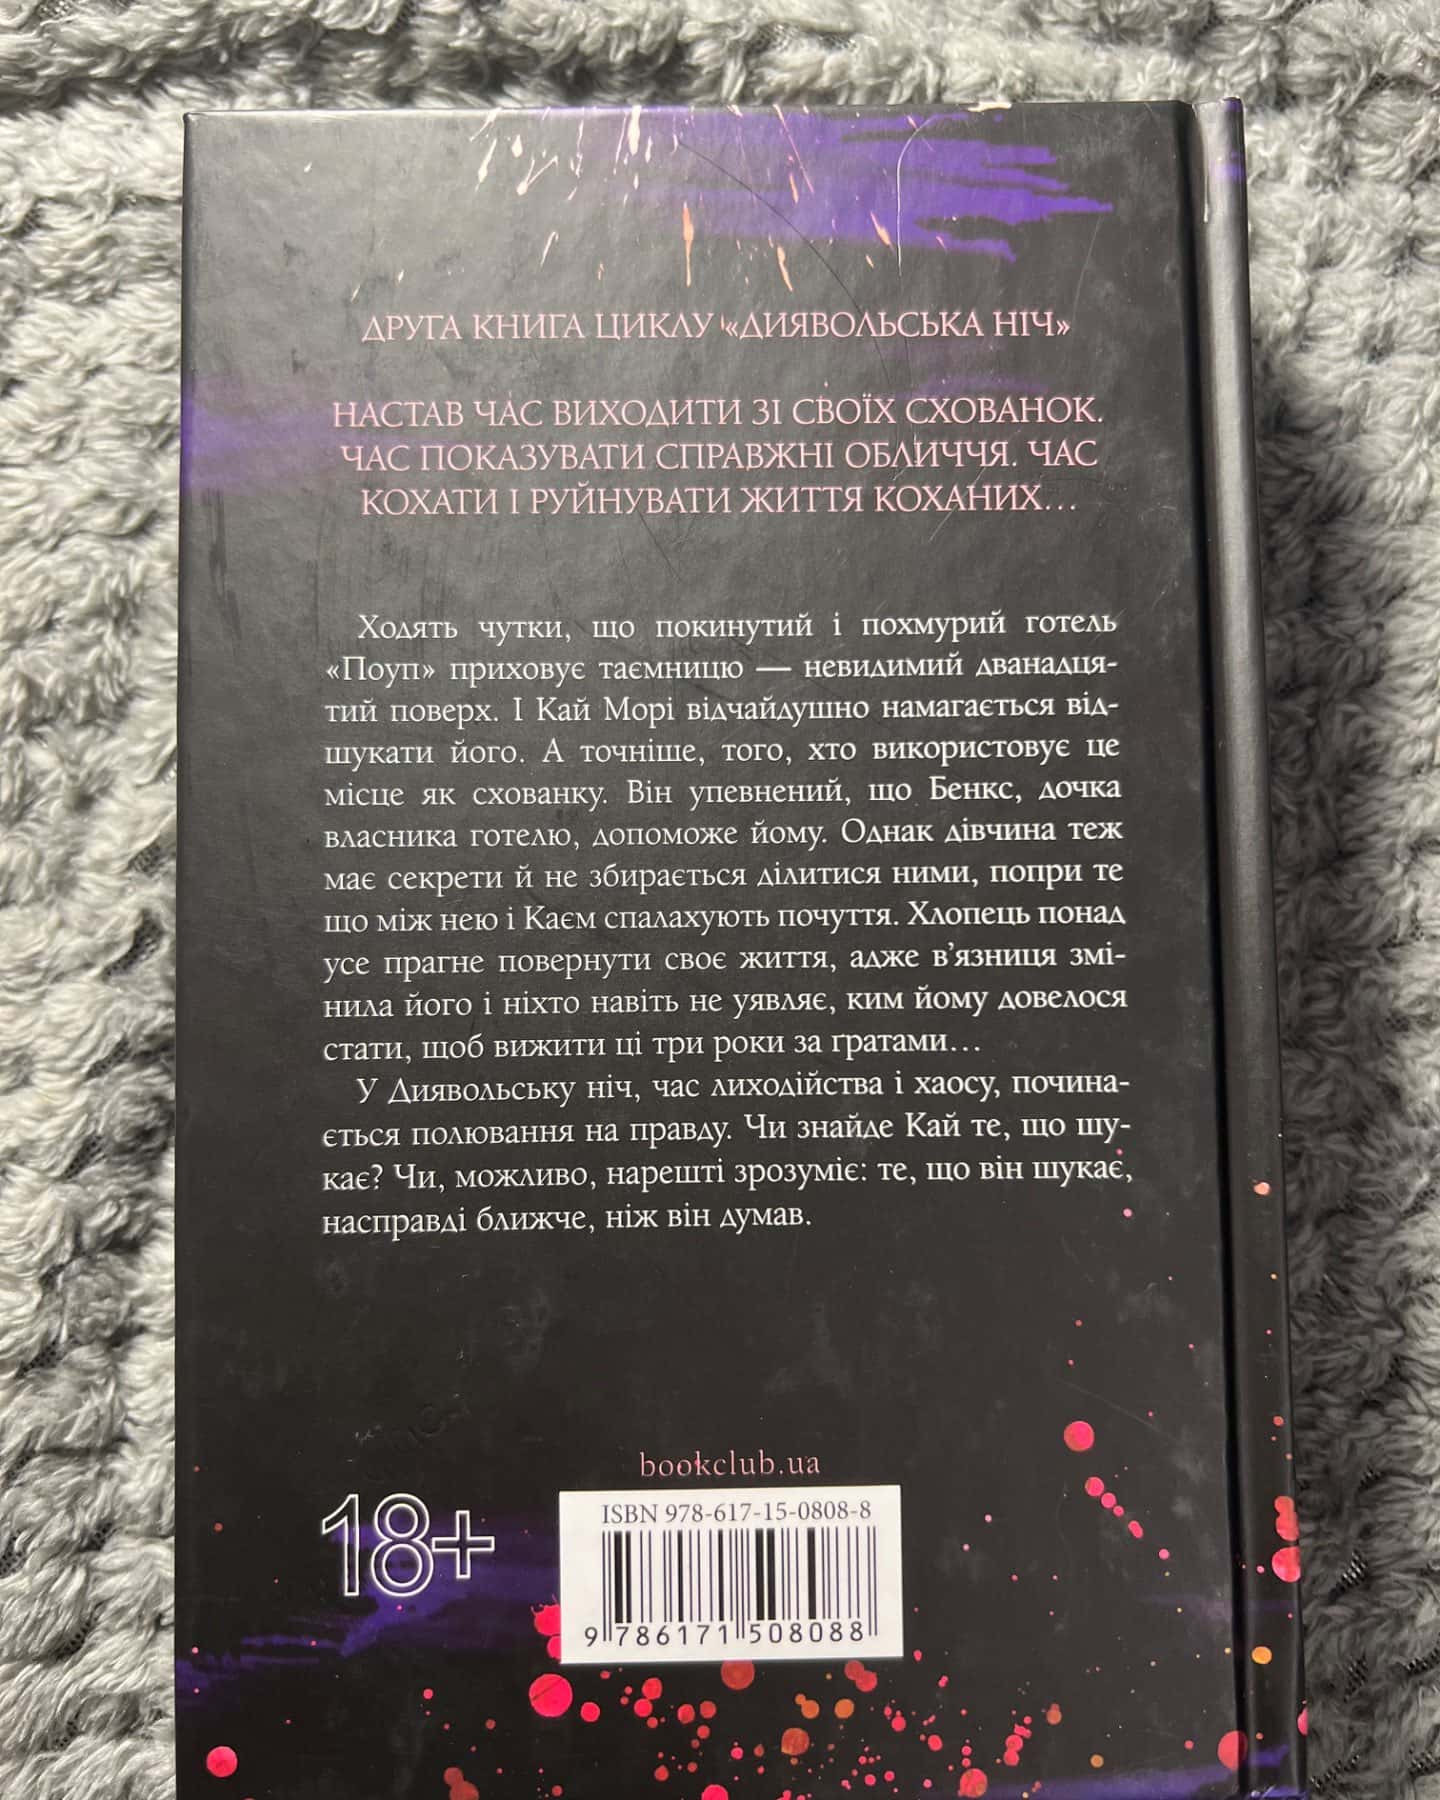 ДРУГА КНИГА ЦИКЛУ «ДИЯВОЛЬСЬКА НІЧ»
НАСТАВ ЧАС ВИХОДИТИ ЗІ СВОЇХ СХОВАНОК.
ЧАС ПОКАЗУВАТИ СПРАВЖНІ ОБЛИЧЧЯ. ЧАС
КОХАТИ І РУЙНУВАТИ ЖИТТЯ КОХАНИХ...
Ходять чутки, що покинутий і похмурий готель
«Поуп» приховує таємницю — невидимий дванадця-
тий поверх. І Кай Морі відчайдушно намагається від-
шукати його. А точніше, того, хто використовує це
місце як схованку. Він упевнений, що Бенкс, дочка
власника готелю, допоможе йому. Однак дівчина теж
має секрети й не збирається ділитися ними, попри те
що між нею і Каєм спалахують почуття. Хлопець понад
усе прагне повернути своє життя, адже в’язниця змі-
нила його і ніхто навіть не уявляє, ким йому довелося
стати, щоб вижити ці три роки за ґратами...
У Диявольську ніч, час лиходійства і хаосу, почина-
ється полювання на правду. Чи знайде Кай те, що шу-
кає? Чи, можливо, нарешті зрозуміє: те, що він шукає,
насправді ближче, ніж він думав.
bookclub.ua
18+
ISBN 978-617-15-0808-8
9 786171 508088